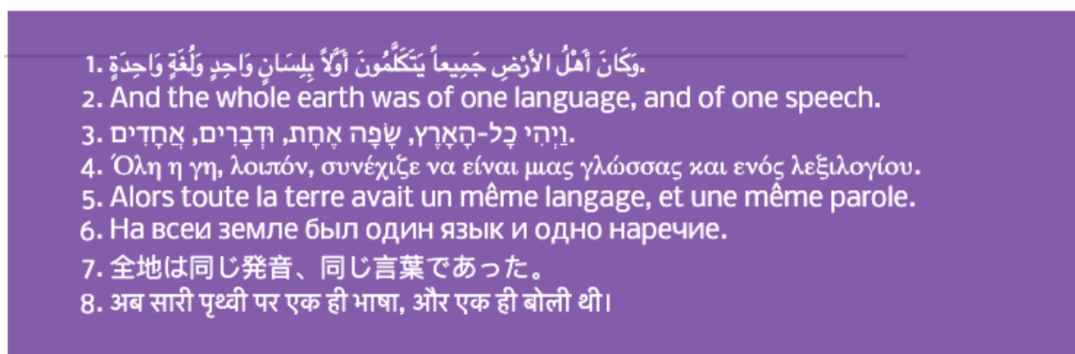 1. وَكَانَ أَهْلُ الأَرْضِ جَمِيعاً يَتَكَلَّمُونَ أَوَّلاً بِلِسَانٍ وَاحِدٍ وَلُغَةٍ وَاحِدَةٍ.
2. And the whole earth was of one language, and of one speech.
3. וַיְהִי כָל-הָאָרֶץ, שָׂפָה אֶחָת, וּדְבָרִים, אֲחָדִים.
4. Όλη η γη, λοιπόν, συνέχιζε να είναι μιας γλώσσας και ενός λεξιλογίου.
5. Alors toute la terre avait un même langage, et une même parole.
6. На всеи земле был один язык и одно наречие.
7. 全地は同じ発音、同じ言葉であった。
8. अब सारी पृथ्वी पर एक ही भाषा, और एक ही बोली थी।